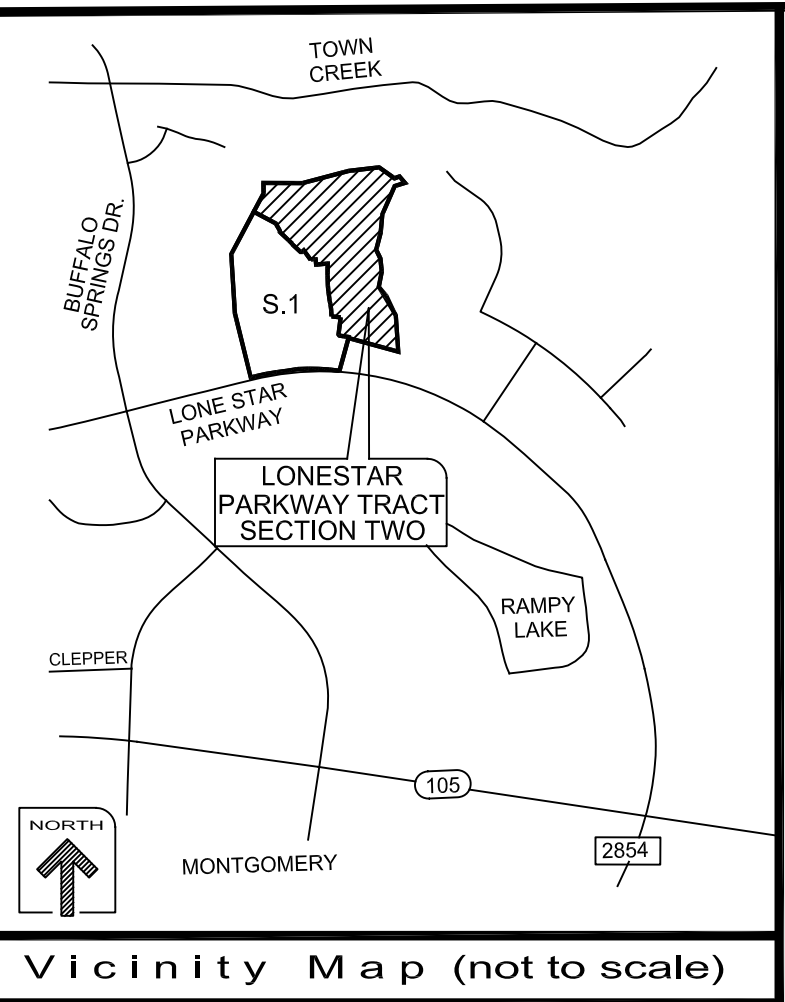 TOWN
CREEK
BUFFALO
SPRINGS DR.
S.1
LONE STAR
PARKWAY
LONESTAR
PARKWAY TRACT
SECTION TWO
RAMPY
LAKE
CLEPPER
105
NORTH
MONTGOMERY
2854
Vicinity Map (not to scale)